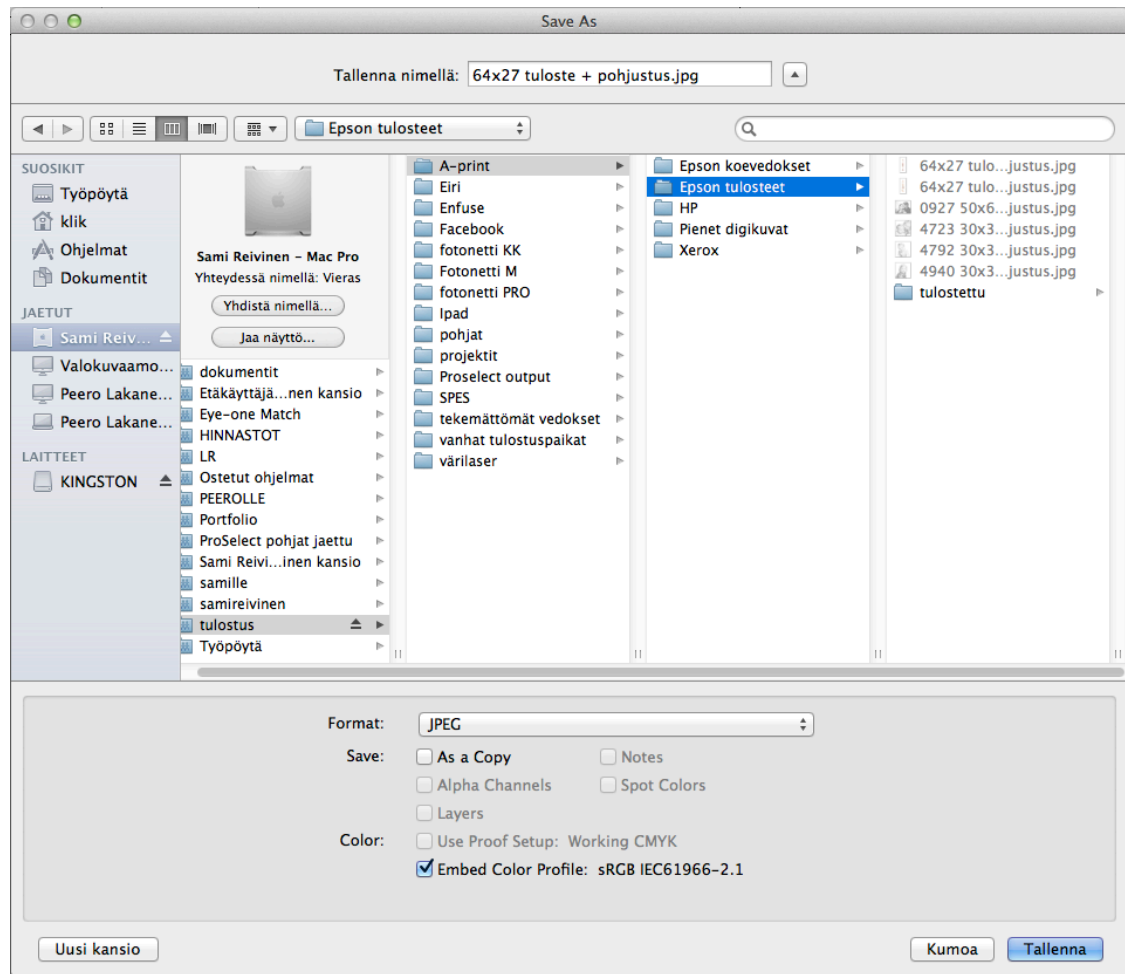 Save As
Tallenna nimellä: 64x27 tuloste + pohjustus.jpg
Epson tulosteet
SUOSIKIT
Työpöytä
klik
Ohjelmat
Dokumentit
JAETUT
Sami Reiv...
Valokuvaamo...
Peero Lakane...
Peero Lakane...
LAITTEET
KINGSTON
Sami Reivinen – Mac Pro
Yhteydessä nimellä: Vieras
Yhdistä nimellä...
Jaa näyttö...
dokumentit
Etäkäyttäjä...nen kansio
Eye-one Match
HINNASTOT
LR
Ostetut ohjelmat
PEEROLLE
Portfolio
ProSelect pohjat jaettu
Sami Reivi...inen kansio
samille
samireivinen
tulostus
Työpöytä
A-print
Eiri
Enfuse
Facebook
fotonetti KK
Fotonetti M
fotonetti PRO
Ipad
pohjat
projektit
Proselect output
SPES
tekemättömät vedokset
vanhat tulostuspaikat
värilaser
Epson koevedokset
Epson tulosteet
HP
Pienet digikuvat
Xerox
64x27 tulo...justus.jpg
64x27 tulo...justus.jpg
0927 50x6...justus.jpg
4723 30x3...justus.jpg
4792 30x3...justus.jpg
4940 30x3...justus.jpg
tulostettu
Format: JPEG
Save: As a Copy Notes
Alpha Channels Spot Colors
Layers
Color: Use Proof Setup: Working CMYK
Embed Color Profile: sRGB IEC61966-2.1
Uusi kansio Kumoa Tallenna